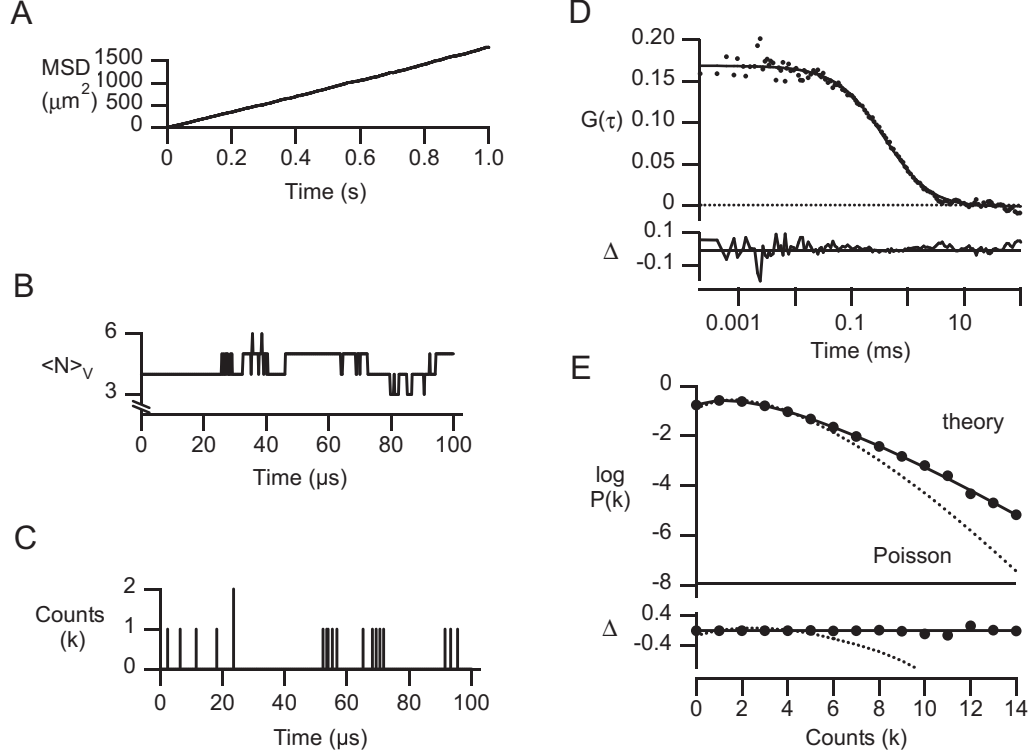 A
MSD
(μm²)
1500
1000
500
0
0 0.2 0.4 0.6 0.8 1.0
Time (s)
B
6
<N>V
3
0 20 40 60 80 100
Time (μs)
C
2
Counts
(k)
1
0
0 20 40 60 80 100
Time (μs)
D
0.20
0.15
0.10
G(τ)
0.05
0
0.1
Δ
-0.1
0.001 0.1 10
Time (ms)
E
0
theory
-2
log
P(k)
-4
-6
Poisson
-8
0.4
Δ
-0.4
0 2 4 6 8 10 12 14
Counts (k)